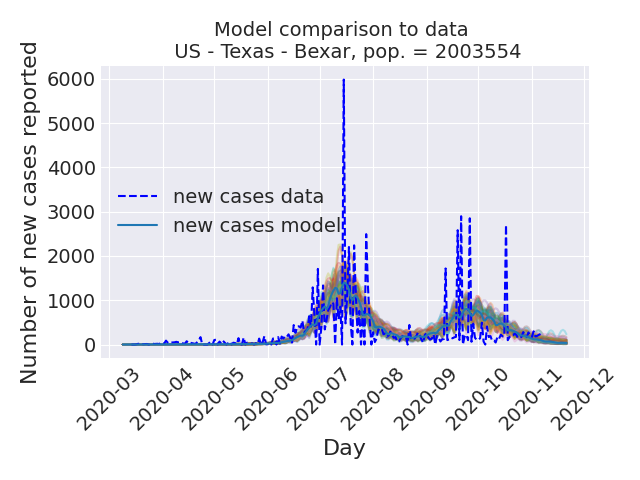 Model comparison to data
US - Texas - Bexar, pop. = 2003554
Number of new cases reported
6000
5000
4000
3000
2000
1000
0
new cases data
new cases model
2020-03
2020-04
2020-05
2020-06
2020-07
2020-08
2020-09
2020-10
2020-11
2020-12
Day